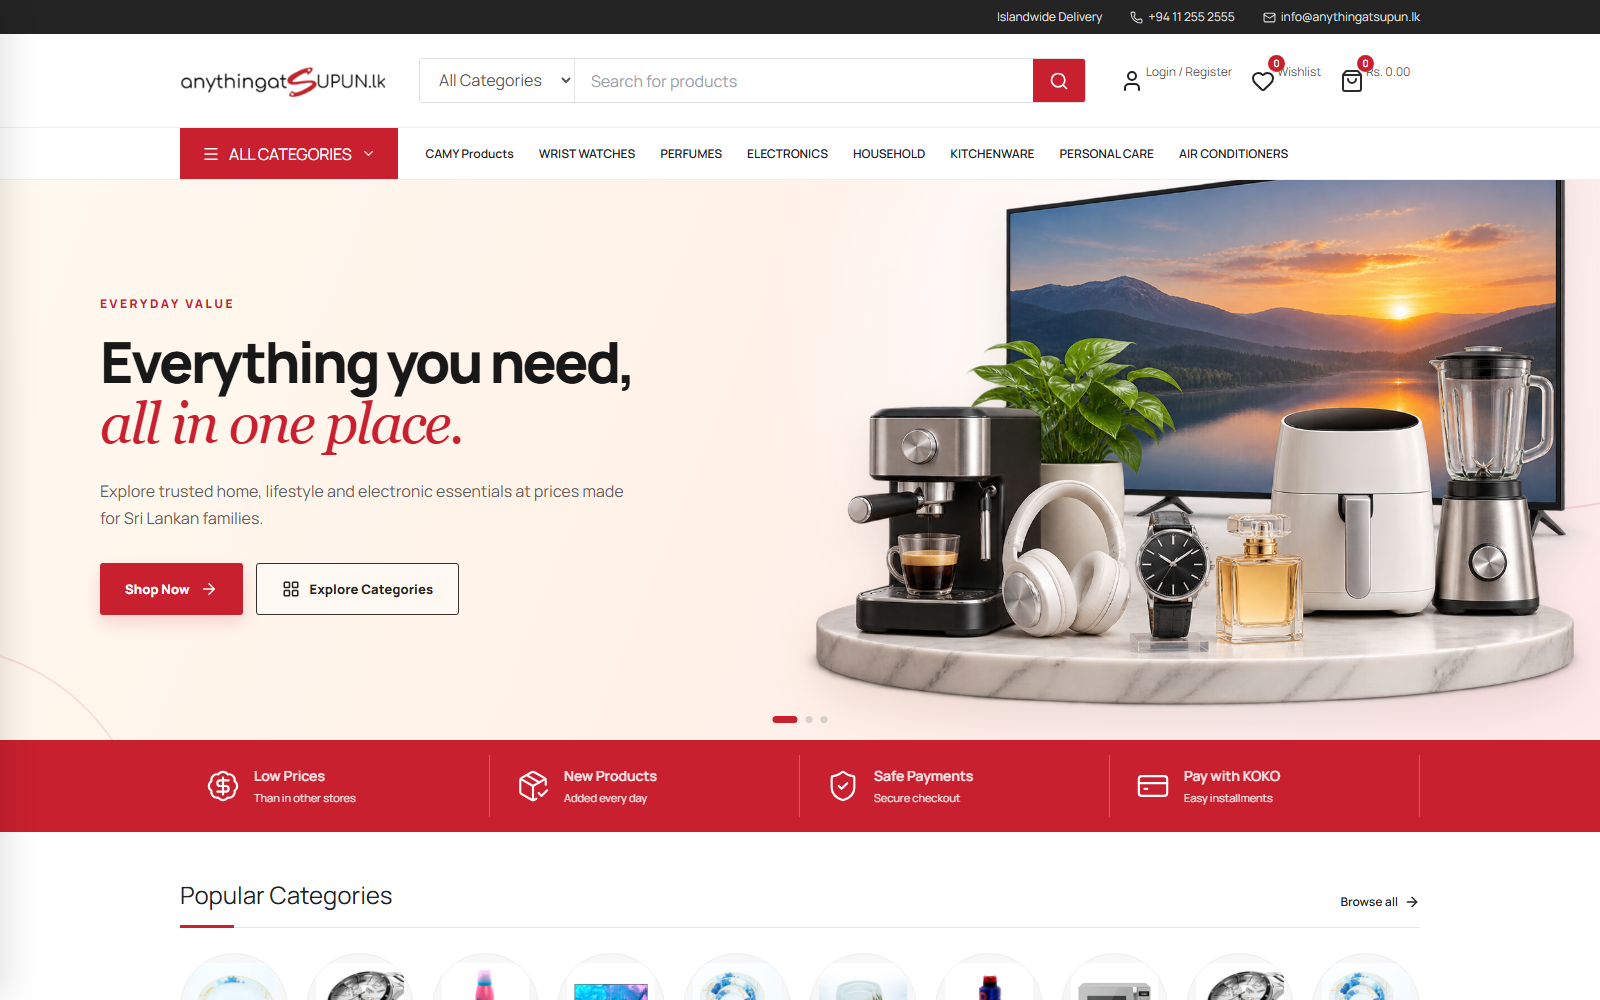 Islandwide Delivery
+94 11 255 2555
info@anythingatsupun.lk
anythingatSUPUN.lk
All Categories
Search for products
Login / Register
0
Wishlist
0
Rs. 0.00
ALL CATEGORIES
CAMY Products
WRIST WATCHES
PERFUMES
ELECTRONICS
HOUSEHOLD
KITCHENWARE
PERSONAL CARE
AIR CONDITIONERS
EVERYDAY VALUE
Everything you need,
all in one place.
Explore trusted home, lifestyle and electronic essentials at prices made
for Sri Lankan families.
Shop Now
Explore Categories
Low Prices
Than in other stores
New Products
Added every day
Safe Payments
Secure checkout
Pay with KOKO
Easy installments
Popular Categories
Browse all